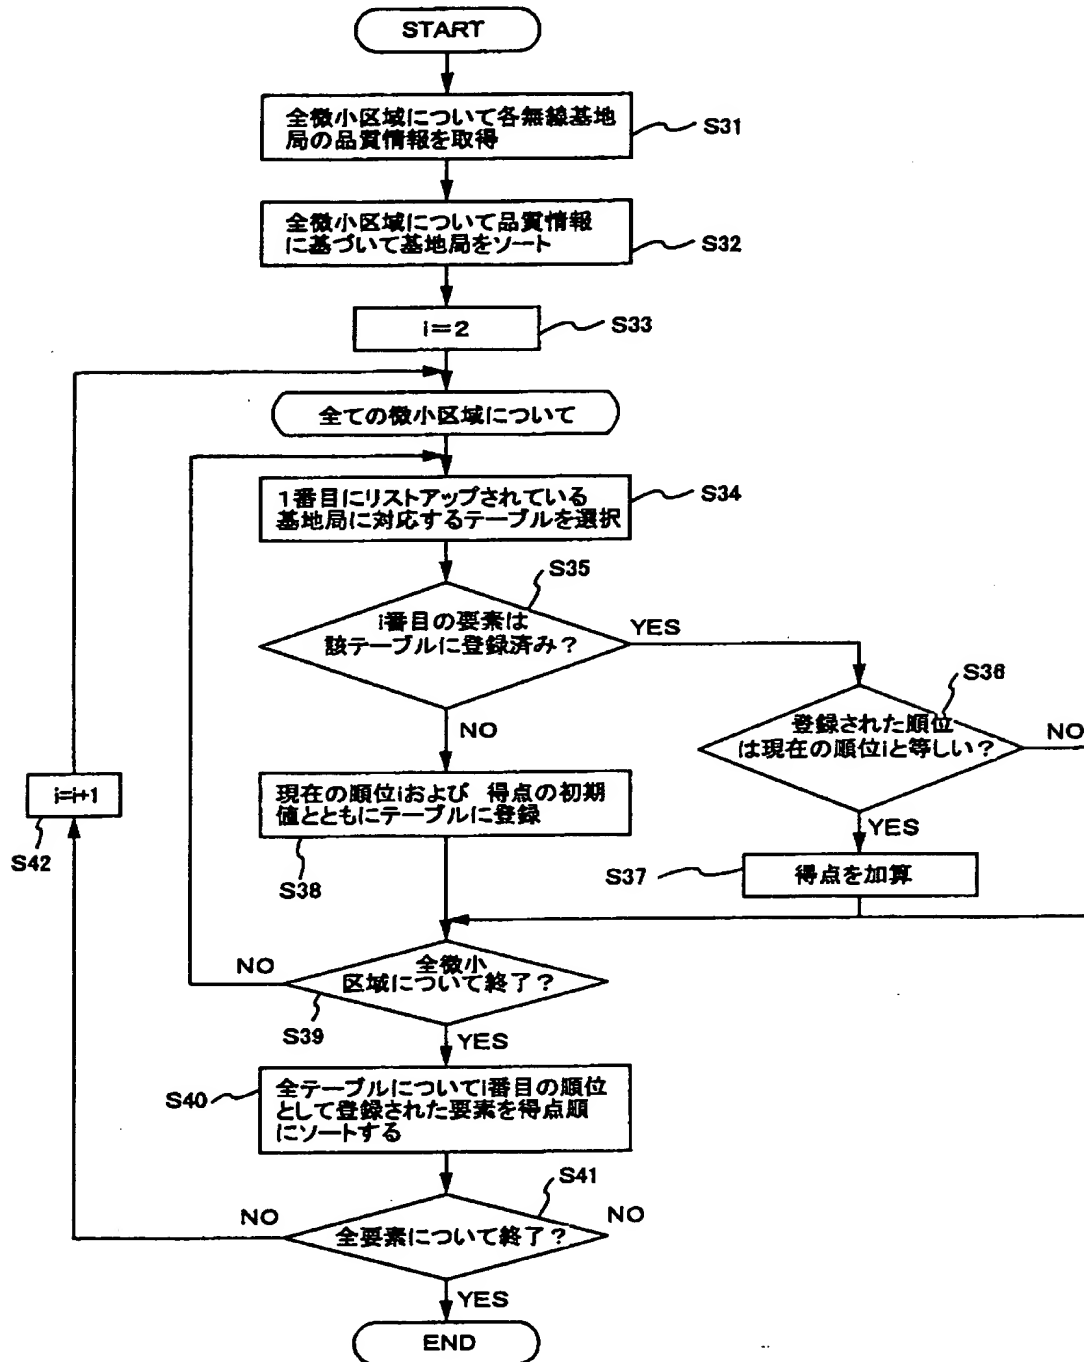 START
全微小区域について各無線基地
局の品質情報を取得
S31
全微小区域について品質情報
に基づいて基地局をソート
S32
i=2
S33
全ての微小区域について
1番目にリストアップされている
基地局に対応するテーブルを選択
S34
S35
i番目の要素は
該テーブルに登録済み？
YES
NO
S36
登録された順位
は現在の順位iと等しい？
NO
YES
i=i+1
S42
現在の順位iおよび 得点の初期
値とともにテーブルに登録
S38
S37
得点を加算
全微小
区域について終了？
NO
S39
YES
S40
全テーブルについてi番目の順位
として登録された要素を得点順
にソートする
S41
NO
全要素について終了？
NO
YES
END